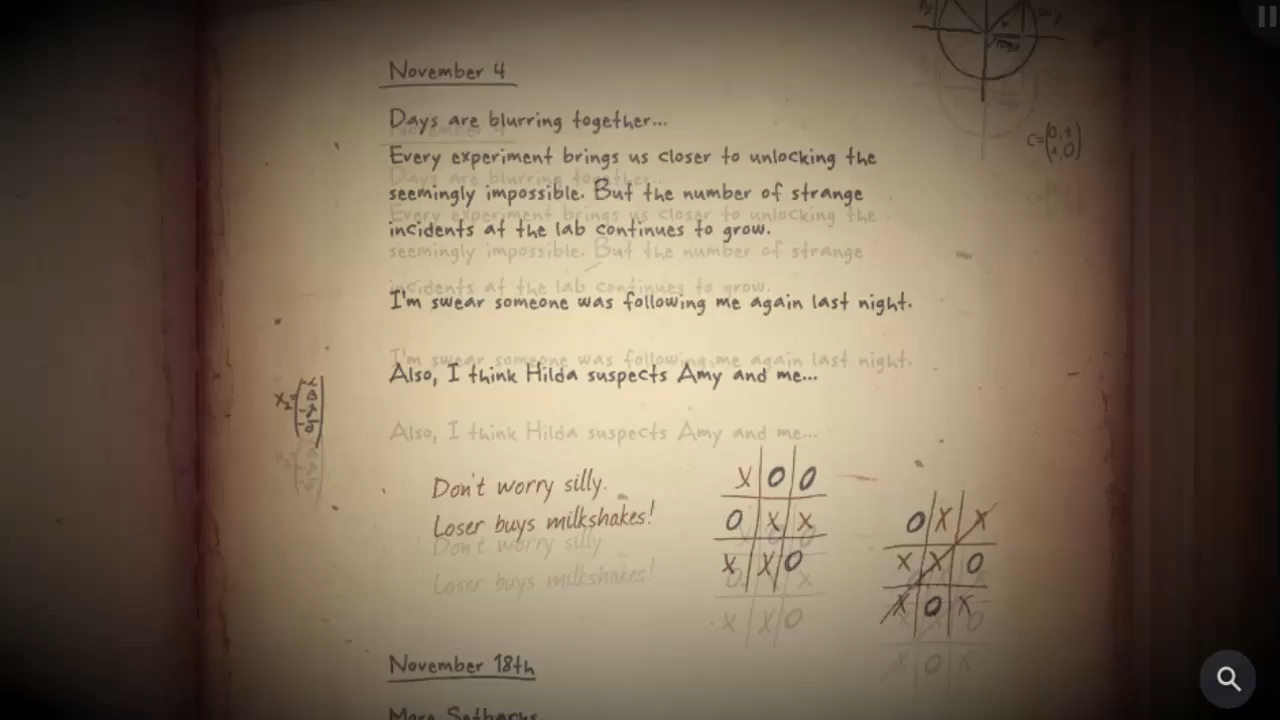 November 4
Days are blurring together...
Every experiment brings us closer to unlocking the
seemingly impossible. But the number of strange
incidents at the lab continues to grow.
I'm swear someone was following me again last night.
Also, I think Hilda suspects Amy and me...
Don't worry silly.
Loser buys milkshakes!
X O O
O X X
X X O
O X X
X X O
X O X
November 18th
More Setbacks